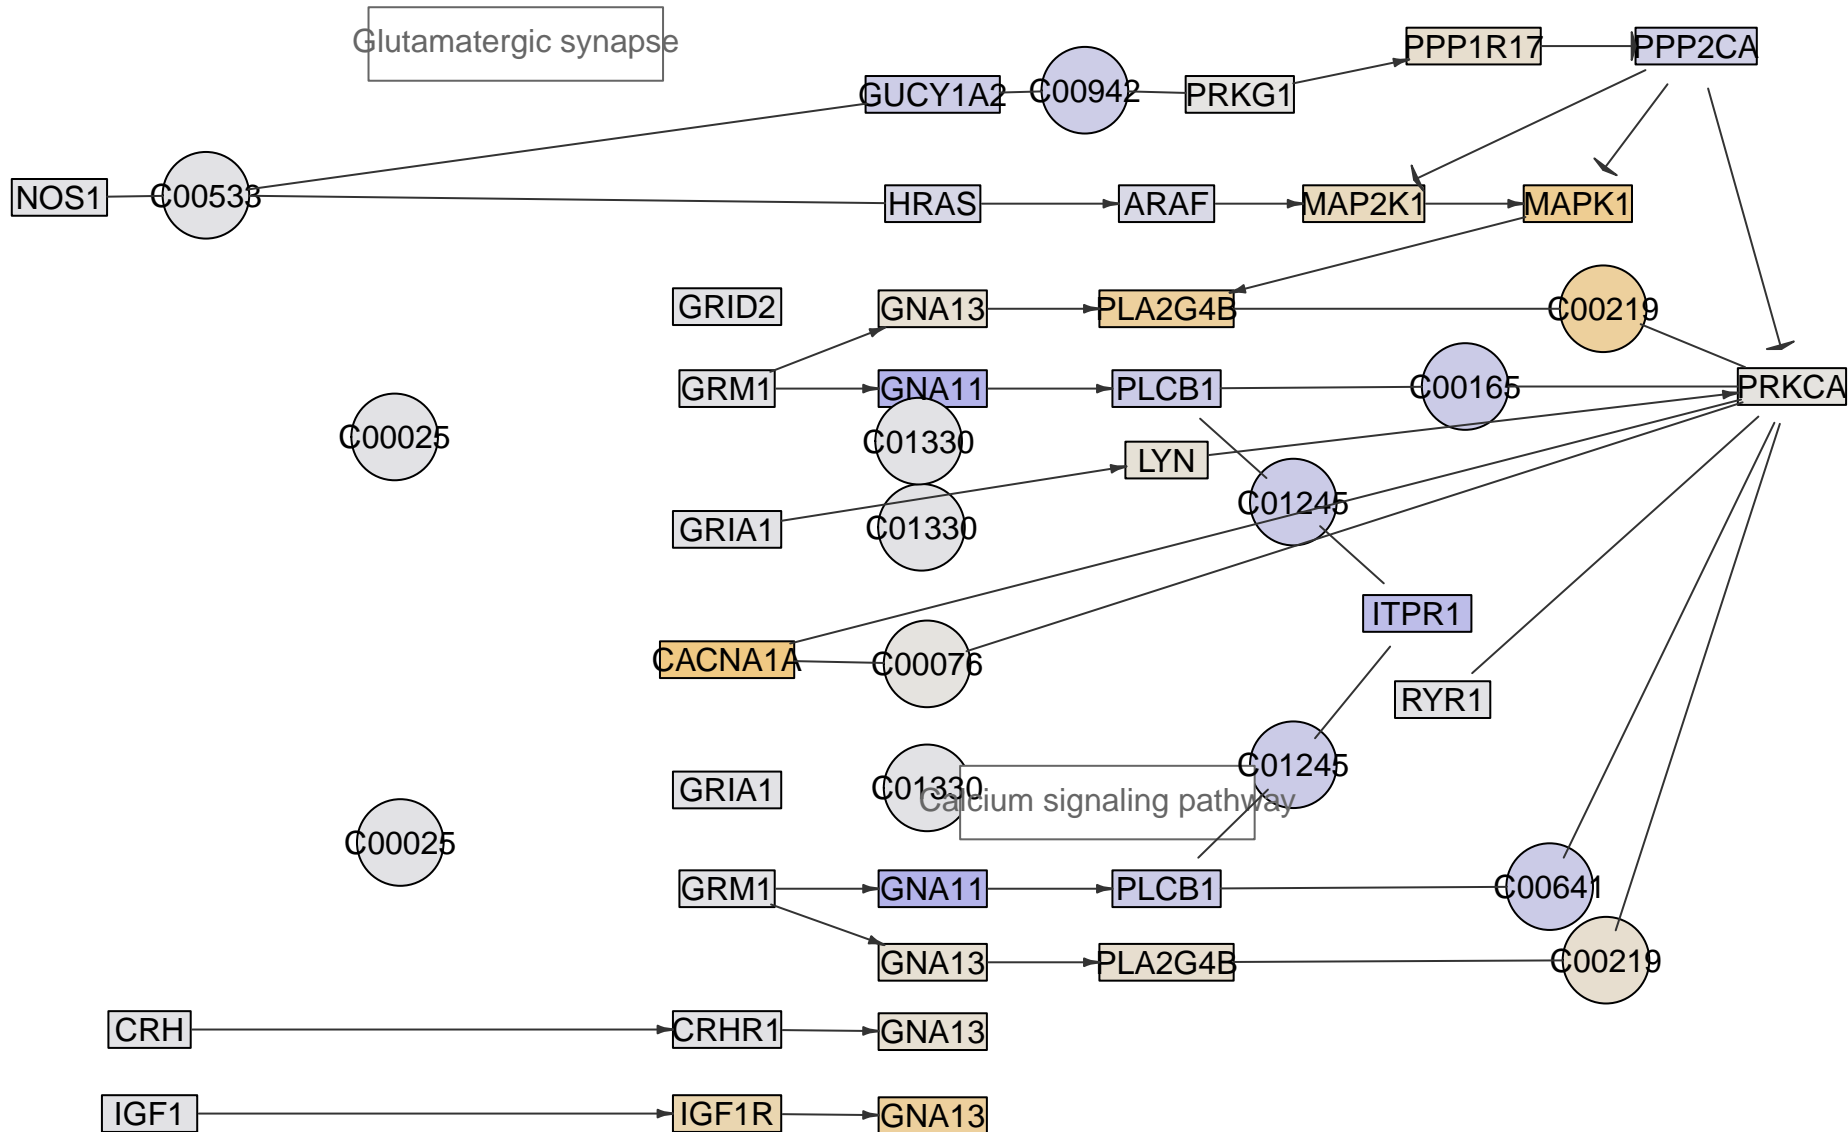 Glutamatergic synapse
PPP1R17
PPP2CA
GUCY1A2
C00942
PRKG1
NOS1
C00533
HRAS
ARAF
MAP2K1
MAPK1
GRID2
GNA13
PLA2G4B
C00219
GRM1
GNA11
PLCB1
C00165
PRKCA
C00025
C01330
LYN
C01245
GRIA1
C01330
ITPR1
CACNA1A
C00076
RYR1
C01245
GRIA1
C01330
Calcium signaling pathway
C00025
GRM1
GNA11
PLCB1
C00641
GNA13
PLA2G4B
C00219
CRH
CRHR1
GNA13
IGF1
IGF1R
GNA13